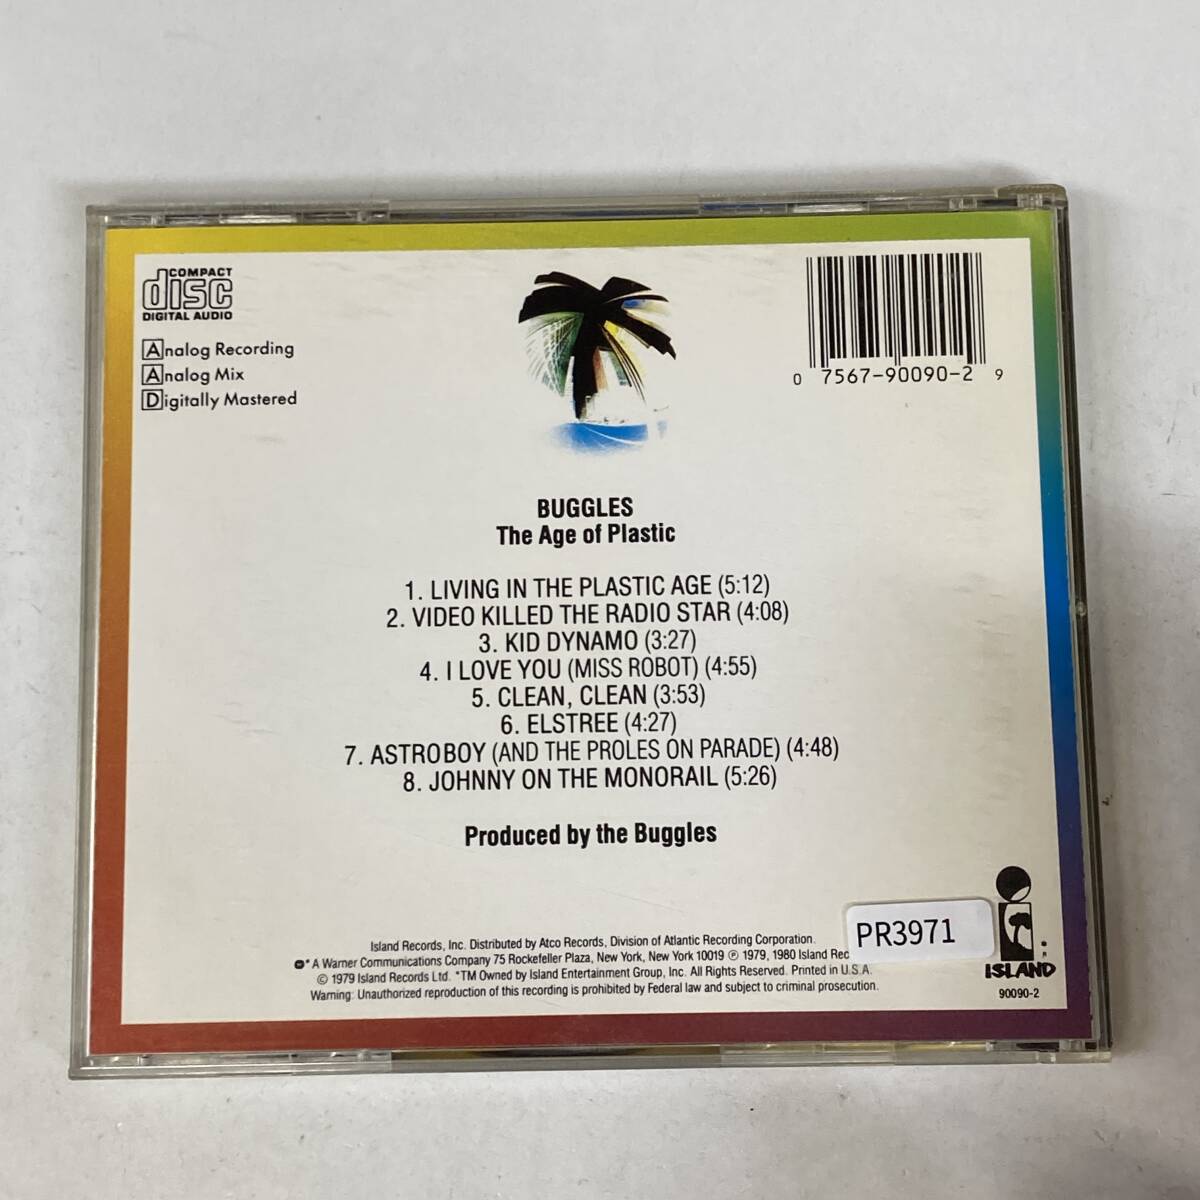 COMPACT
disc
DIGITAL AUDIO
Analog Recording
Analog Mix
Digitally Mastered
0 7567-90090-2 9
BUGGLES
The Age of Plastic
1. LIVING IN THE PLASTIC AGE (5:12)
2. VIDEO KILLED THE RADIO STAR (4:08)
3. KID DYNAMO (3:27)
4. I LOVE YOU (MISS ROBOT) (4:55)
5. CLEAN, CLEAN (3:53)
6. ELSTREE (4:27)
7. ASTROBOY (AND THE PROLES ON PARADE) (4:48)
8. JOHNNY ON THE MONORAIL (5:26)
Produced by the Buggles
Island Records, Inc. Distributed by Atco Records, Division of Atlantic Recording Corporation.
* A Warner Communications Company 75 Rockefeller Plaza, New York, New York 10019 ℗ 1979, 1980 Island Rec
© 1979 Island Records Ltd. *TM Owned by Island Entertainment Group, Inc. All Rights Reserved. Printed in U.S.A.
Warning: Unauthorized reproduction of this recording is prohibited by Federal law and subject to criminal prosecution.
PR3971
ISLAND
90090-2